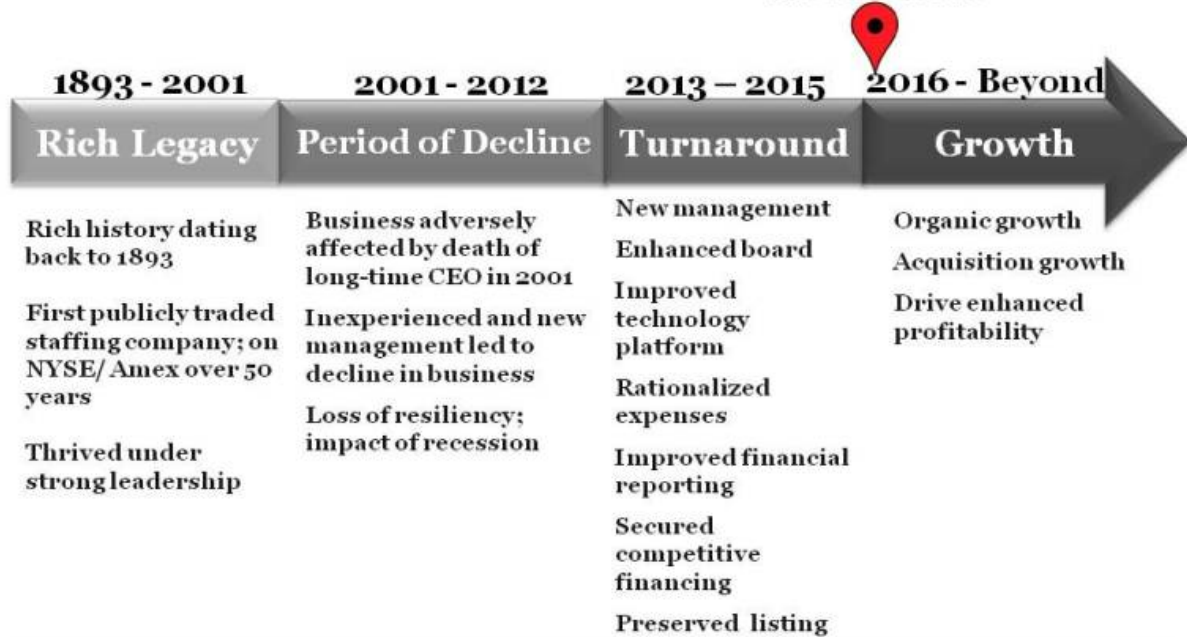 1893 - 2001
Rich Legacy
Rich history dating
back to 1893
First publicly traded
staffing company; on
NYSE/ Amex over 50
years
Thrived under
strong leadership
2001 - 2012
Period of Decline
Business adversely
affected by death of
long-time CEO in 2001
Inexperienced and new
management led to
decline in business
Loss of resiliency;
impact of recession
2013 – 2015
Turnaround
New management
Enhanced board
Improved
technology
platform
Rationalized
expenses
Improved financial
reporting
Secured
competitive
financing
Preserved listing
2016 - Beyond
Growth
Organic growth
Acquisition growth
Drive enhanced
profitability